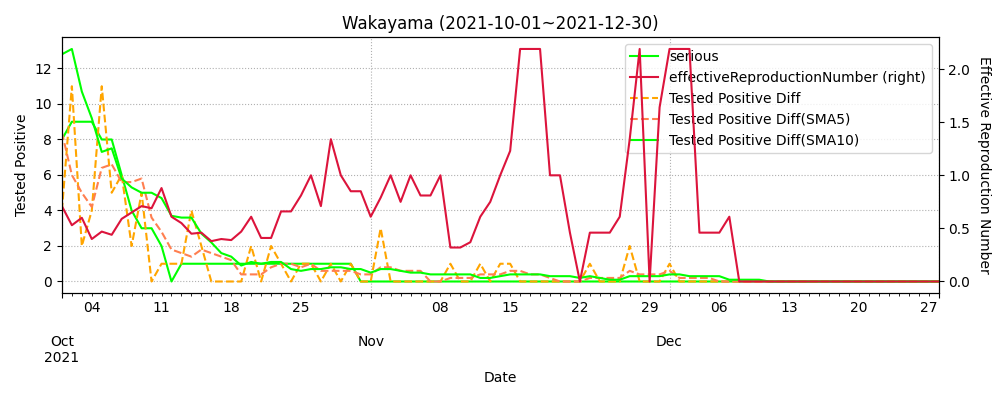 Wakayama (2021-10-01~2021-12-30)
serious
effectiveReproductionNumber (right)
Tested Positive Diff
Tested Positive Diff(SMA5)
Tested Positive Diff(SMA10)
Tested Positive
12
10
8
6
4
2
0
2.0
1.5
1.0
0.5
0.0
Effective Reproduction Number
04 11 18 25 08 15 22 29 06 13 20 27
Oct Nov Dec
2021
Date